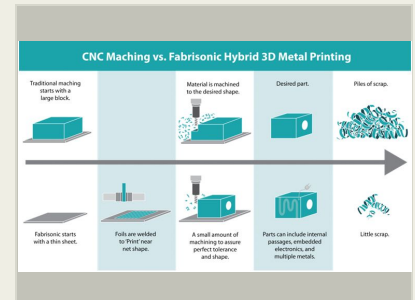 CNC Maching vs. Fabrisonic Hybrid 3D Metal Printing
Traditional maching
starts with a
large block.
Material is machined
to the desired shape.
Desired part.
Piles of scrap.
Fabrisonic starts
with a thin sheet.
Foils are welded
to 'Print' near
net shape.
A small amount of
machining to assure
perfect tolerance
and shape.
Parts can include internal
passages, embedded
electronics, and
multiple metals.
Little scrap.